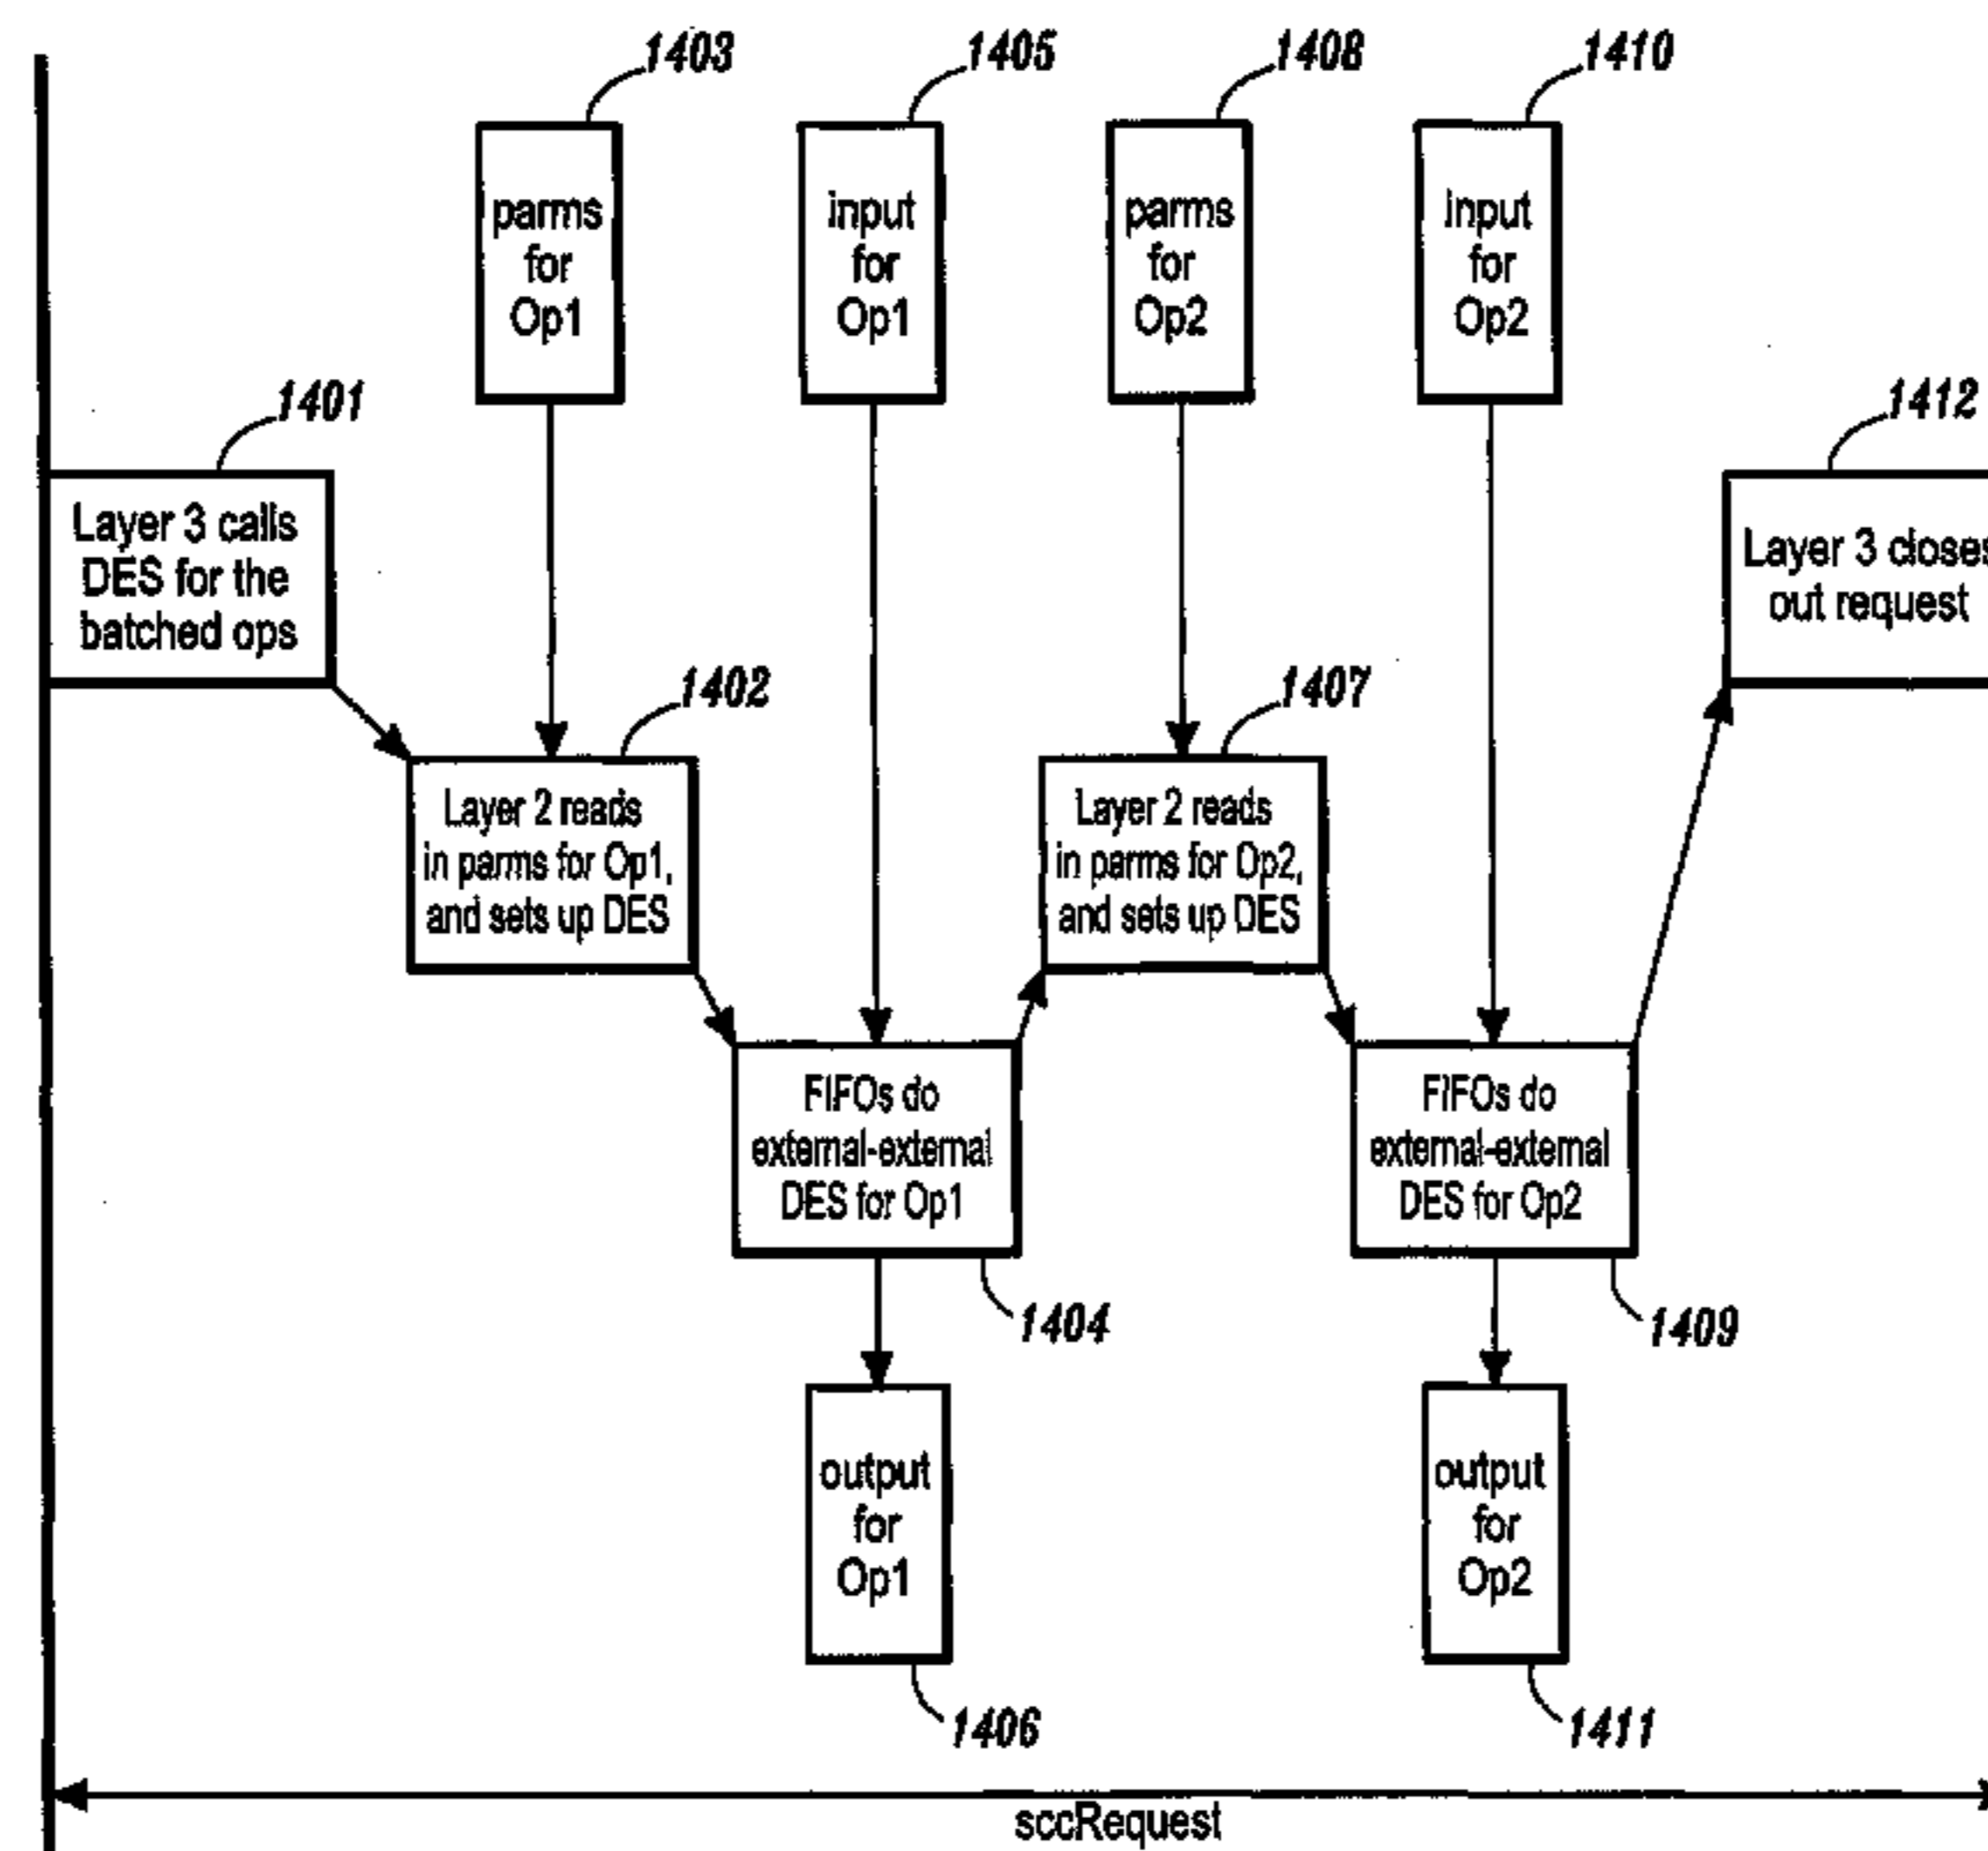 1403
1405
1408
1410
parms
for
Op1
input
for
Op1
parms
for
Op2
input
for
Op2
1401
1412
Layer 3 calls
DES for the
batched ops
Layer 3 closes
out request
1402
1407
Layer 2 reads
in parms for Op1,
and sets up DES
Layer 2 reads
in parms for Op2,
and sets up DES
FIFOs do
external-external
DES for Op1
FIFOs do
external-external
DES for Op2
1404
1409
output
for
Op1
output
for
Op2
1406
1411
sccRequest